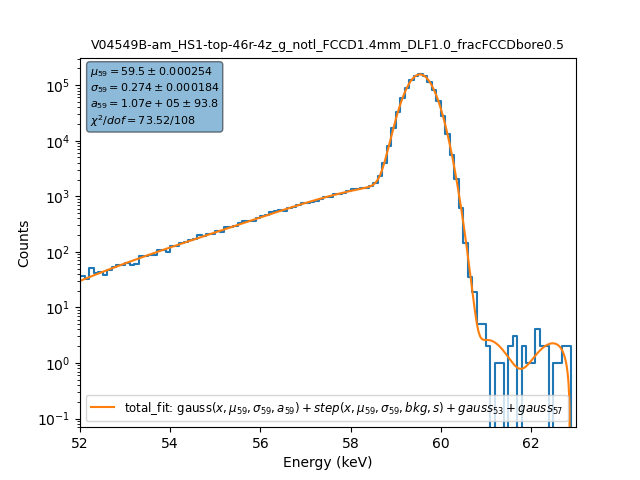 V04549B-am_HS1-top-46r-4z_g_notl_FCCD1.4mm_DLF1.0_fracFCCDbore0.5
μ₅₉ = 59.5 ± 0.000254
σ₅₉ = 0.274 ± 0.000184
a₅₉ = 1.07e + 05 ± 93.8
χ²/dof = 73.52/108
Counts
10⁵
10⁴
10³
10²
10¹
10⁰
10⁻¹
total_fit: gauss(x, μ₅₉, σ₅₉, a₅₉) + step(x, μ₅₉, σ₅₉, bkg, s) + gauss₅₃ + gauss₅₇
52 54 56 58 60 62
Energy (keV)